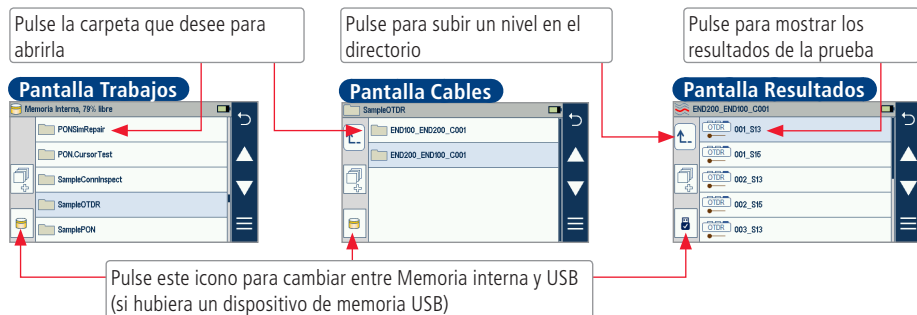 Pulse la carpeta que desee para
abrirla
Pulse para subir un nivel en el
directorio
Pulse para mostrar los
resultados de la prueba
Pantalla Trabajos
Memoria Interna, 79% libre
PONSimRepair
PON.CursorTest
SampleConnInspect
SampleOTDR
SamplePON
Pantalla Cables
SampleOTDR
END100_END200_C001
END200_END100_C001
Pantalla Resultados
END200_END100_C001
OTDR 001_S13
OTDR 001_S15
OTDR 002_S13
OTDR 002_S15
OTDR 003_S13
Pulse este icono para cambiar entre Memoria interna y USB
(si hubiera un dispositivo de memoria USB)